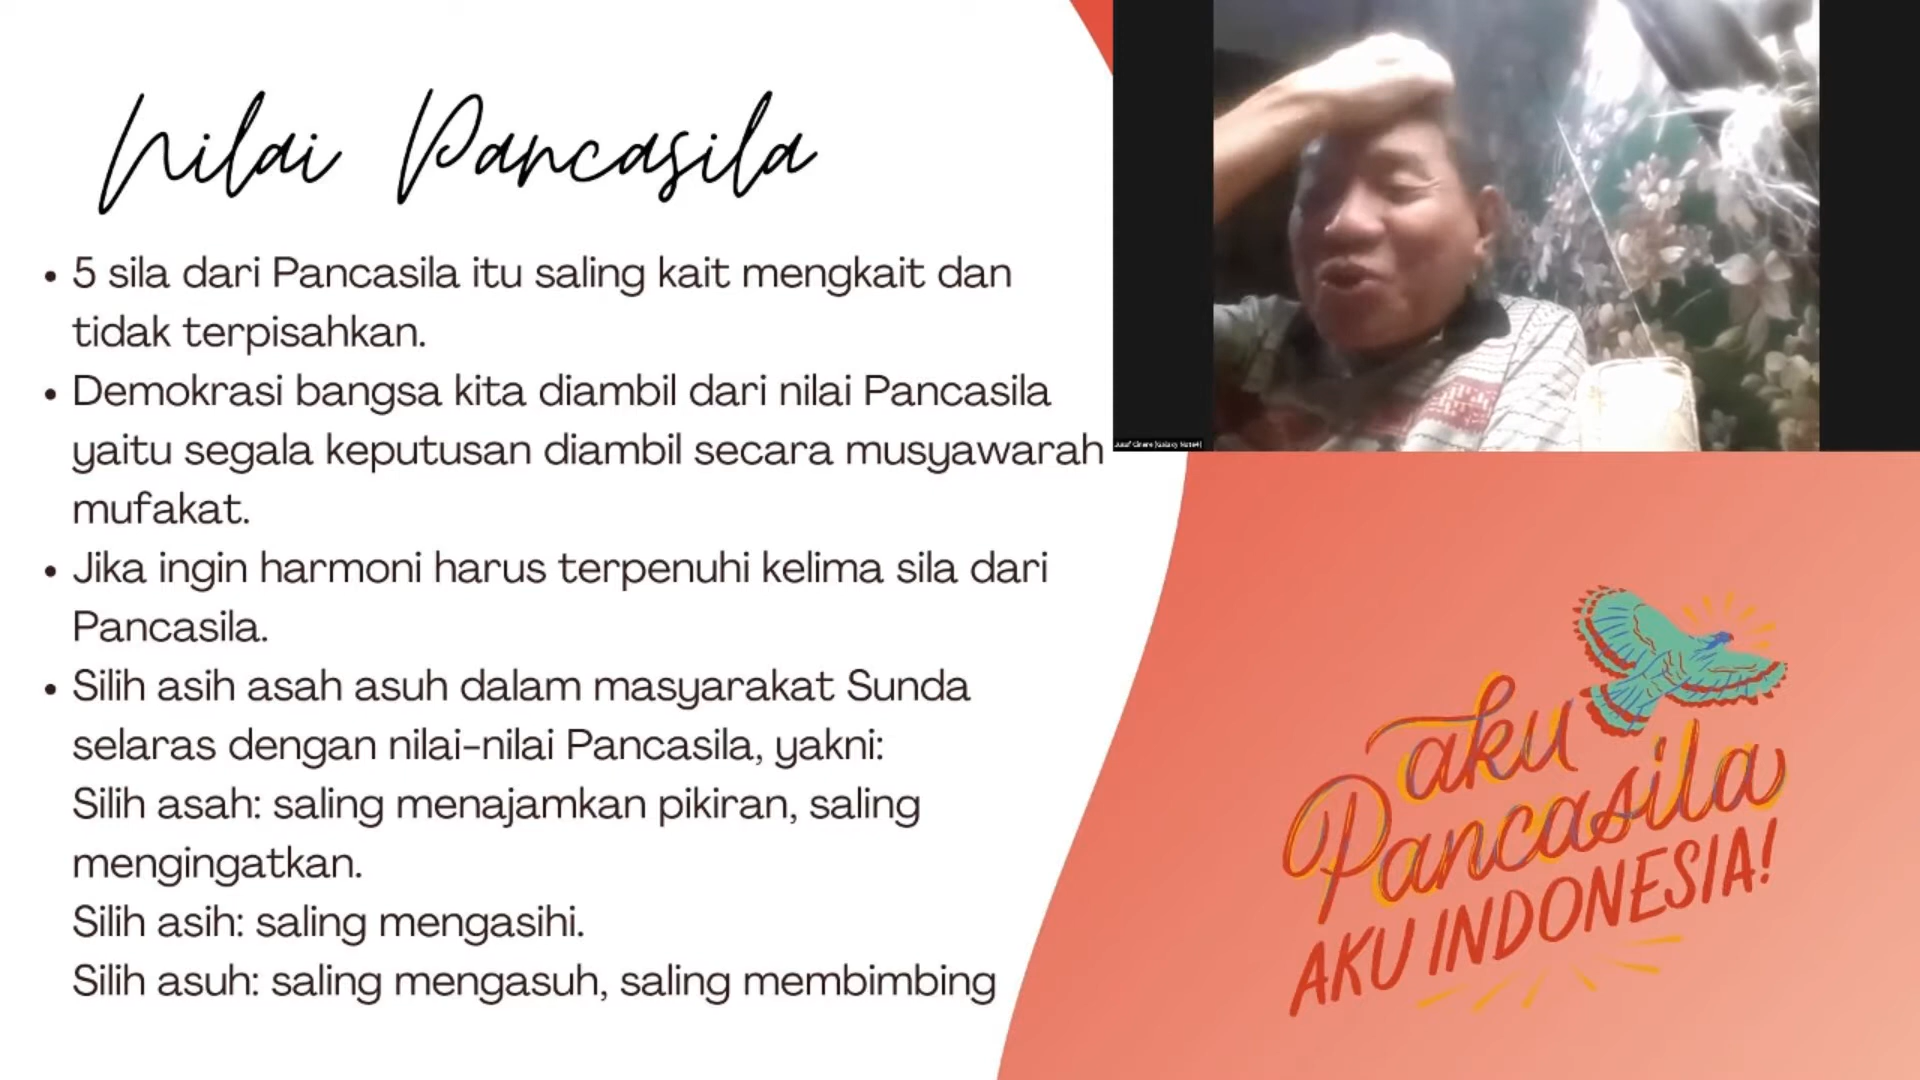 Nilai Pancasila
• 5 sila dari Pancasila itu saling kait mengkait dan
tidak terpisahkan.
• Demokrasi bangsa kita diambil dari nilai Pancasila
yaitu segala keputusan diambil secara musyawarah
mufakat.
• Jika ingin harmoni harus terpenuhi kelima sila dari
Pancasila.
• Silih asih asah asuh dalam masyarakat Sunda
selaras dengan nilai-nilai Pancasila, yakni:
Silih asah: saling menajamkan pikiran, saling
mengingatkan.
Silih asih: saling mengasihi.
Silih asuh: saling mengasuh, saling membimbing
aku
Pancasila
AKU INDONESIA!